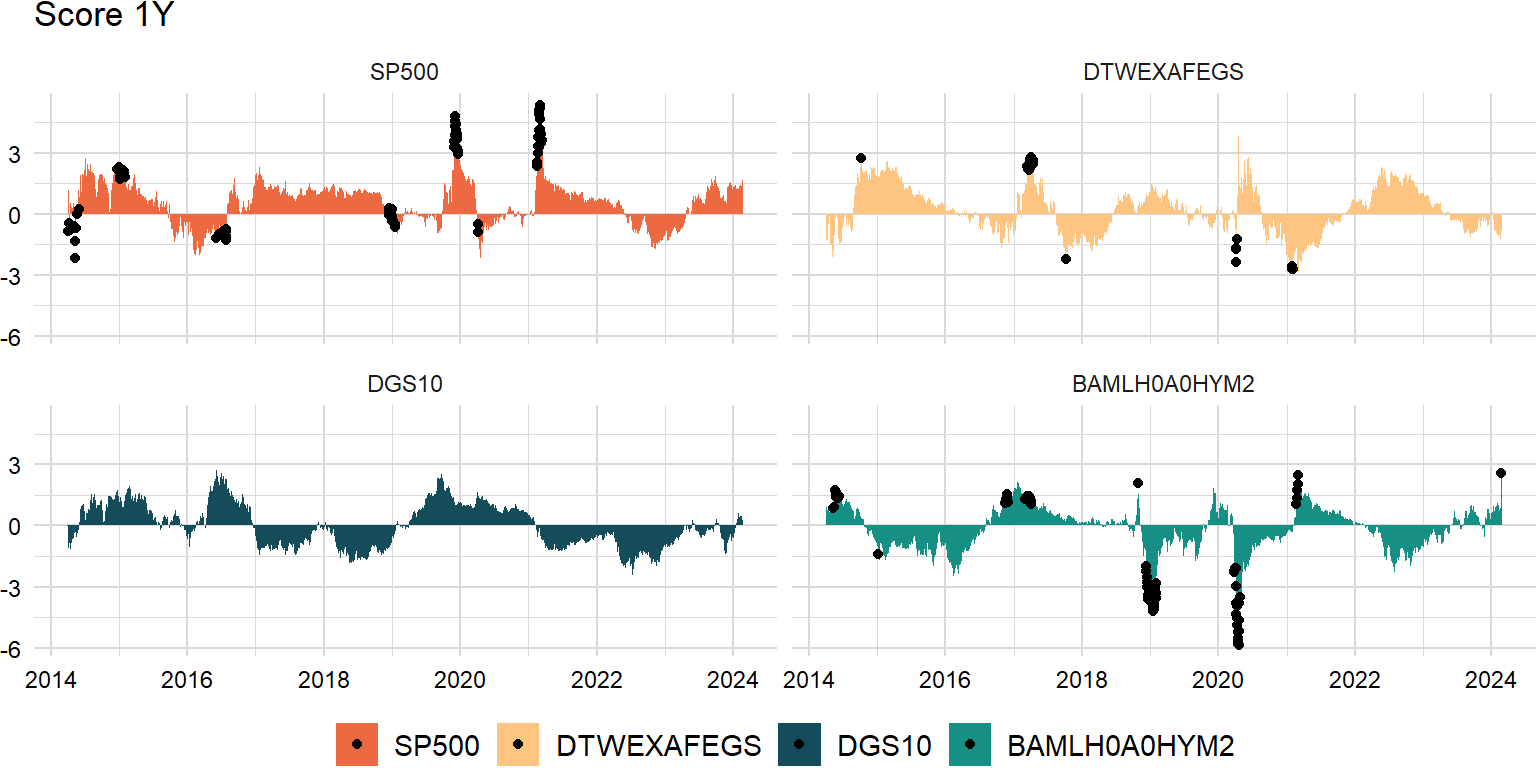 Score 1Y
SP500 DTWEXAFEGS
3
0
-3
-6
DGS10 BAMLH0A0HYM2
3
0
-3
-6
2014 2016 2018 2020 2022 2024 2014 2016 2018 2020 2022 2024
SP500 DTWEXAFEGS DGS10 BAMLH0A0HYM2